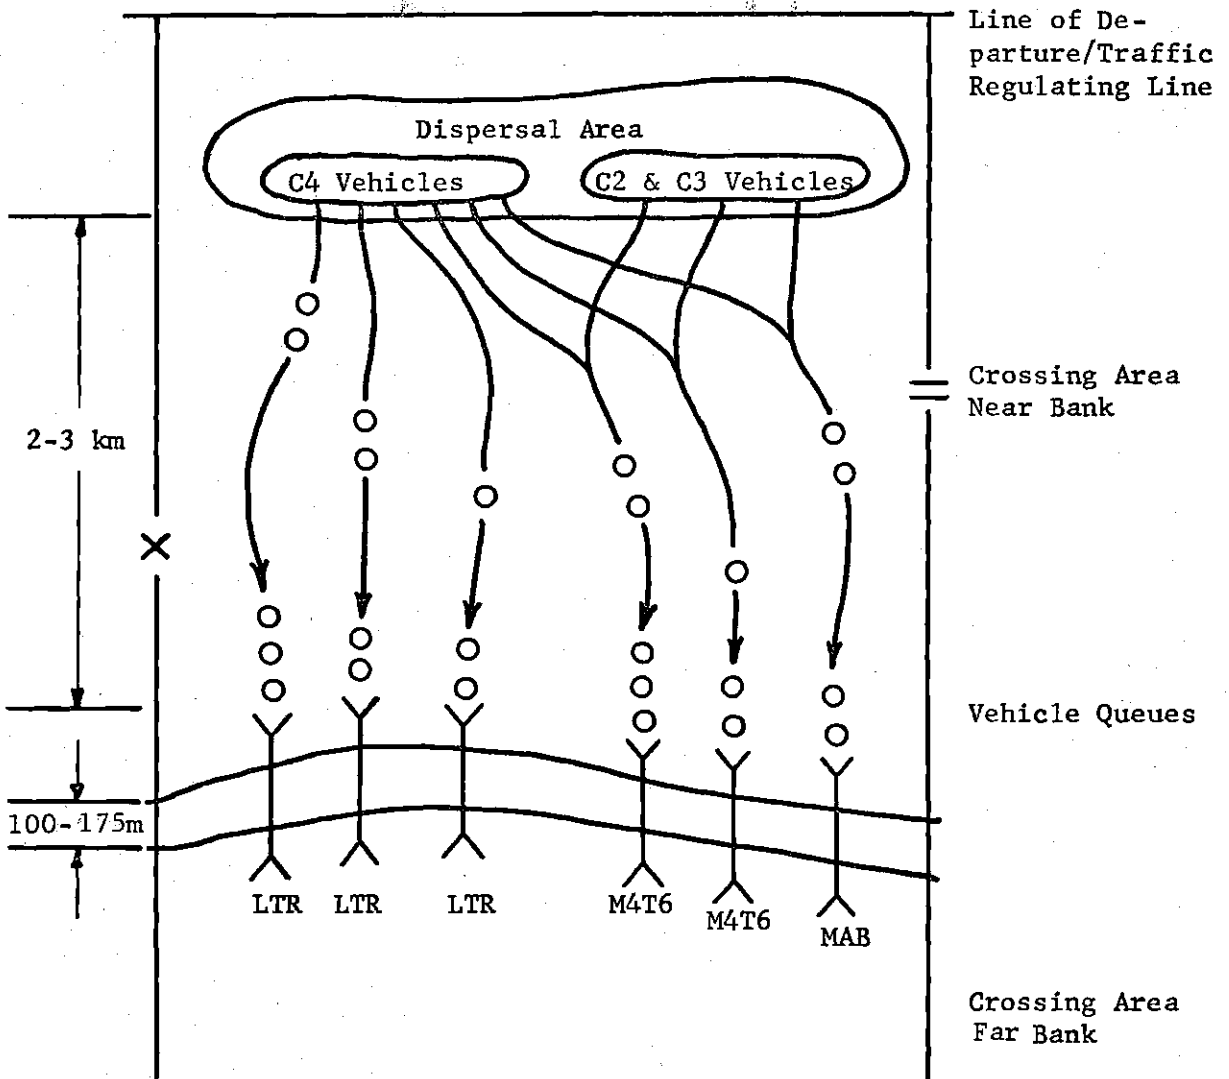 Line of De-
parture/Traffic
Regulating Line
Dispersal Area
C4 Vehicles
C2 & C3 Vehicles
Crossing Area
Near Bank
2-3 km
X
Vehicle Queues
100-175m
LTR
LTR
LTR
M4T6
M4T6
MAB
Crossing Area
Far Bank